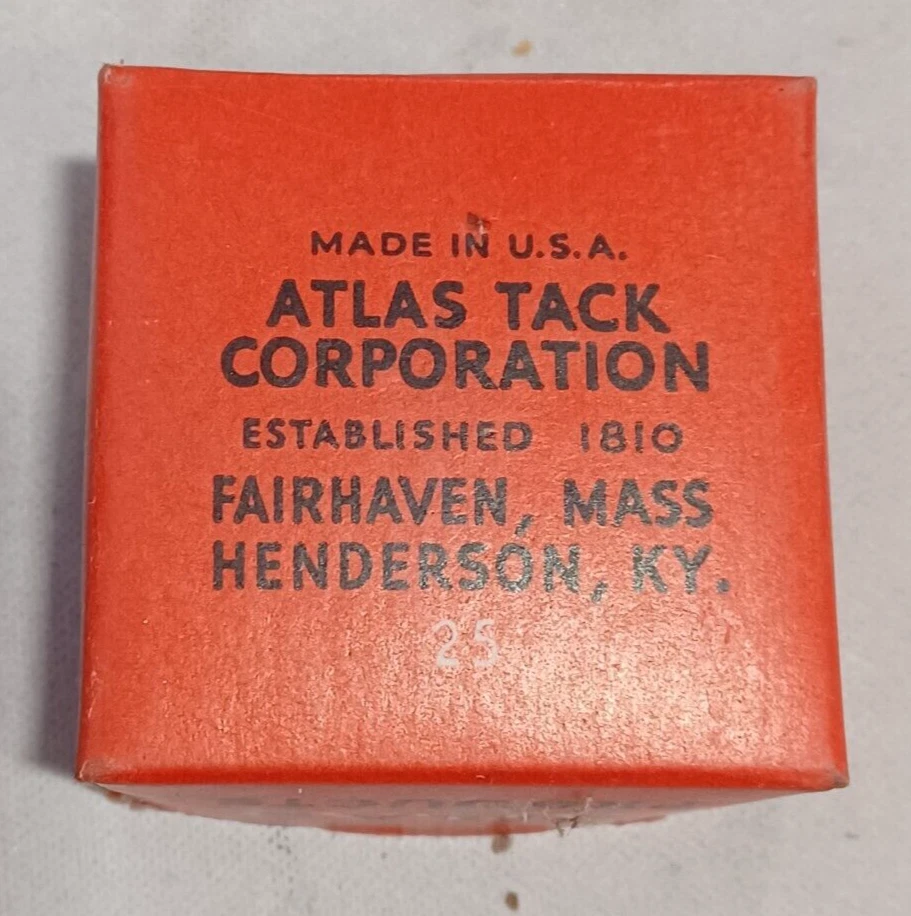 MADE IN U.S.A.
ATLAS TACK
CORPORATION
ESTABLISHED 1810
FAIRHAVEN, MASS
HENDERSON, KY.
25